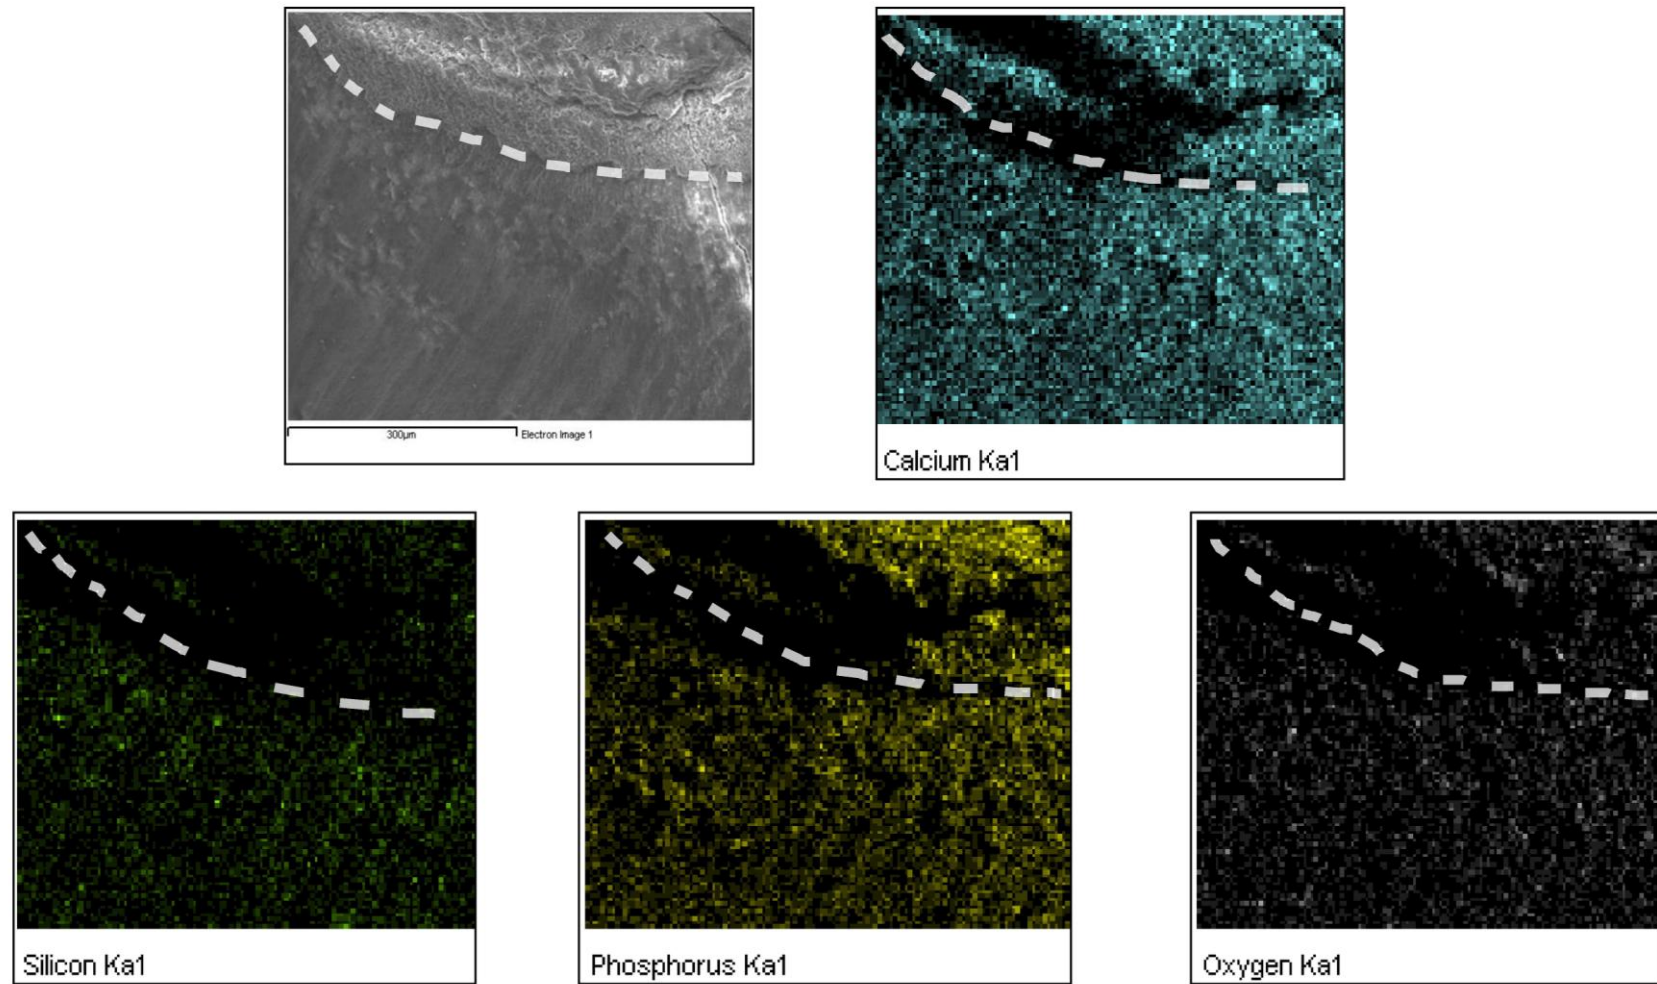 300µm Electron Image 1
Calcium Ka1
Silicon Ka1
Phosphorus Ka1
Oxygen Ka1